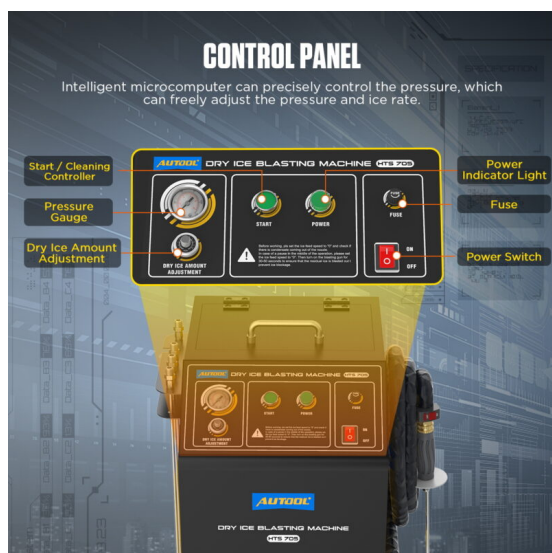 CONTROL PANEL
Intelligent microcomputer can precisely control the pressure, which
can freely adjust the pressure and ice rate.
AUTOOL DRY ICE BLASTING MACHINE HTS 705
Start / Cleaning
Controller
Pressure
Gauge
Dry Ice Amount
Adjustment
Power
Indicator Light
Fuse
Power Switch
START
POWER
FUSE
DRY ICE AMOUNT
ADJUSTMENT
ON
OFF
AUTOOL DRY ICE BLASTING MACHINE HTS 705
START
POWER
FUSE
DRY ICE AMOUNT
ADJUSTMENT
ON
OFF
AUTOOL
DRY ICE BLASTING MACHINE
HTS 705